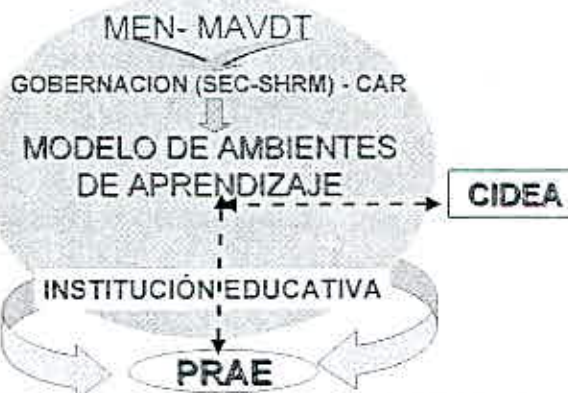 MEN- MAVDT
GOBERNACION (SEC-SHRM) - CAR
MODELO DE AMBIENTES
DE APRENDIZAJE
CIDEA
INSTITUCIÓN EDUCATIVA
PRAE